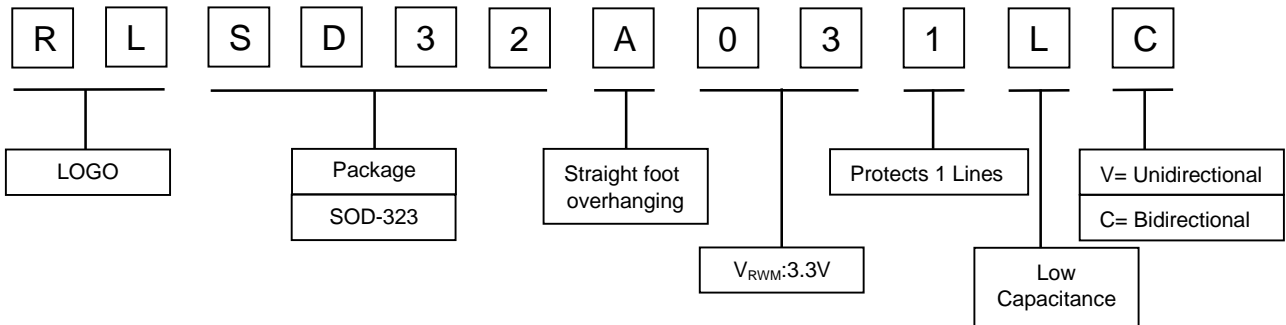 R L S D 3 2 A 0 3 1 L C
LOGO
Package
SOD-323
Straight foot
overhanging
VRWM:3.3V
Protects 1 Lines
Low
Capacitance
V= Unidirectional
C= Bidirectional